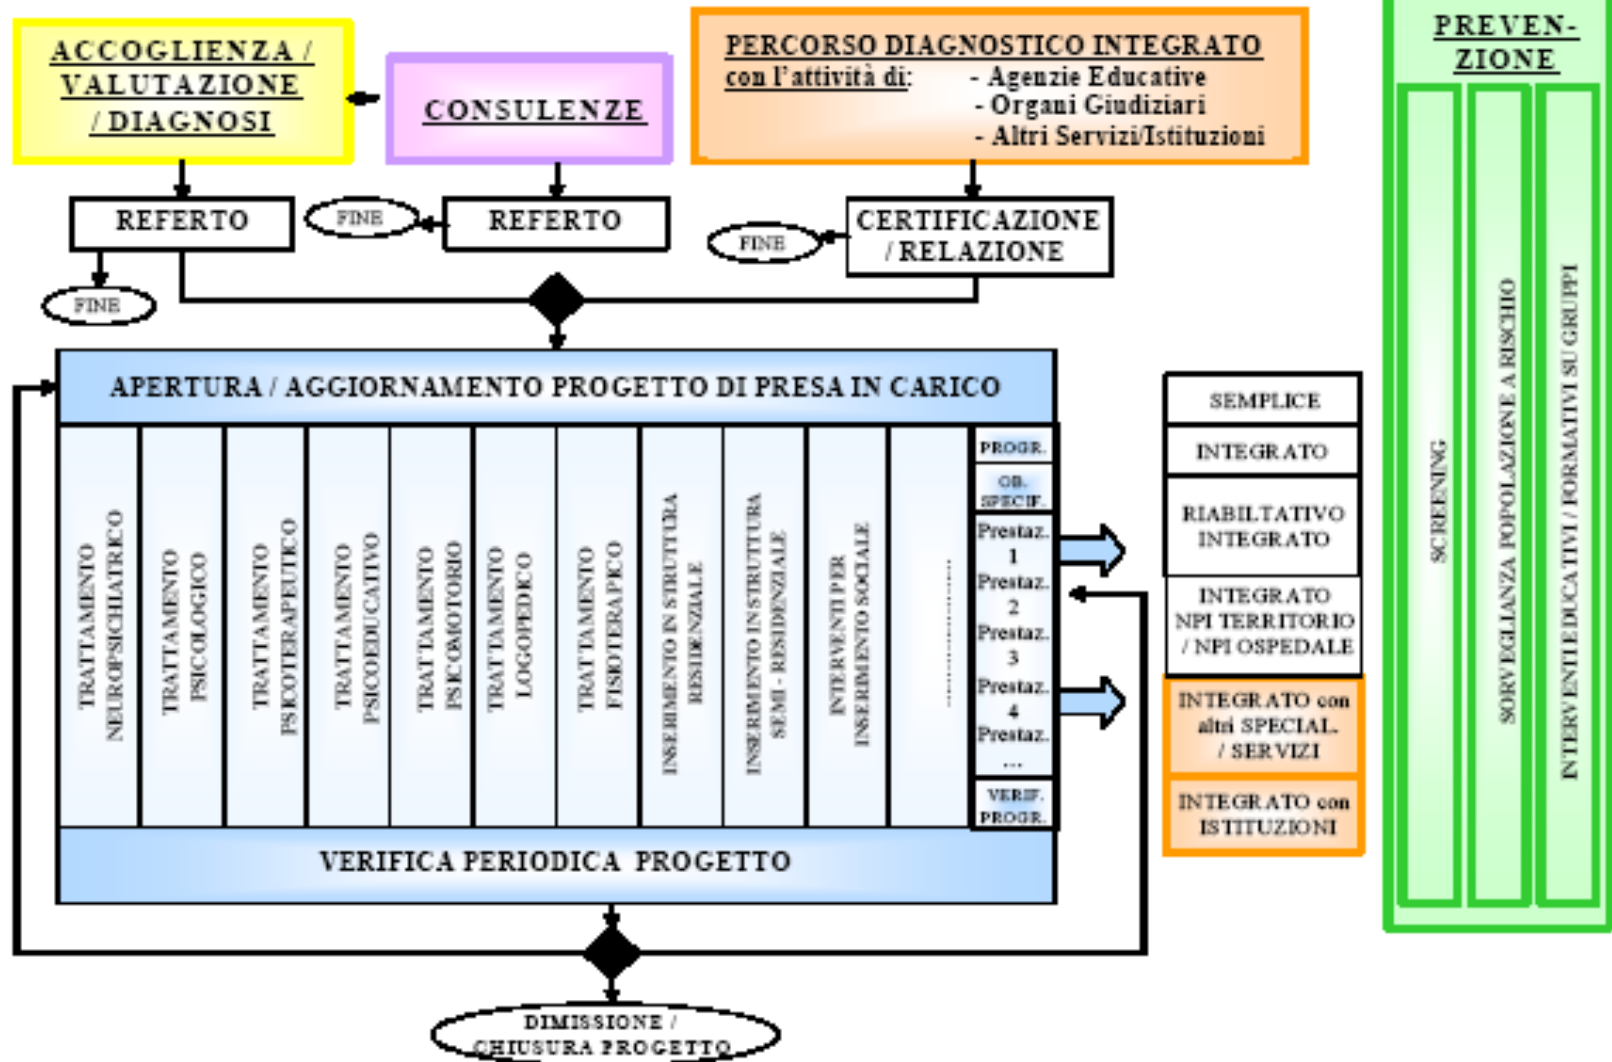 ACCOGLIENZA /
VALUTAZIONE
/ DIAGNOSI
CONSULENZE
PERCORSO DIAGNOSTICO INTEGRATO
con l'attività di: - Agenzie Educative
- Organi Giudiziari
- Altri Servizi/Istituzioni
PREVEN-
ZIONE
REFERTO
FINE
REFERTO
FINE
CERTIFICAZIONE
/ RELAZIONE
FINE
APERTURA / AGGIORNAMENTO PROGETTO DI PRESA IN CARICO
TRATTAMENTO
NEUROPSICHIATRICO
TRATTAMENTO
PSICOLOGICO
TRATTAMENTO
PSICOTERAPEUTICO
TRATTAMENTO
PSICOEDUCATIVO
TRATTAMENTO
PSICOMOTORIO
TRATTAMENTO
LOGOPEDICO
TRATTAMENTO
FISIOTERAPICO
INSERIMENTO IN STRUTTURA
RESIDENZIALE
INSERIMENTO IN STRUTTURA
SEMI - RESIDENZIALE
INTERVENTI PER
INSERIMENTO SOCIALE
....................
PROGR.
OB.
SPECIF.
Prestaz.
1
Prestaz.
2
Prestaz.
3
Prestaz.
4
Prestaz.
...
VERIF.
PROGR.
SEMPLICE
INTEGRATO
RIABILTATIVO
INTEGRATO
INTEGRATO
NPI TERRITORIO
/ NPI OSPEDALE
INTEGRATO con
altri SPECIAL.
/ SERVIZI
INTEGRATO con
ISTITUZIONI
SCREENING
SORVEGLIANZA POPOLAZIONE A RISCHIO
INTERVENTI EDUCATIVI / FORMATIVI SU GRUPPI
VERIFICA PERIODICA PROGETTO
DIMISSIONE /
CHIUSURA PROGETTO